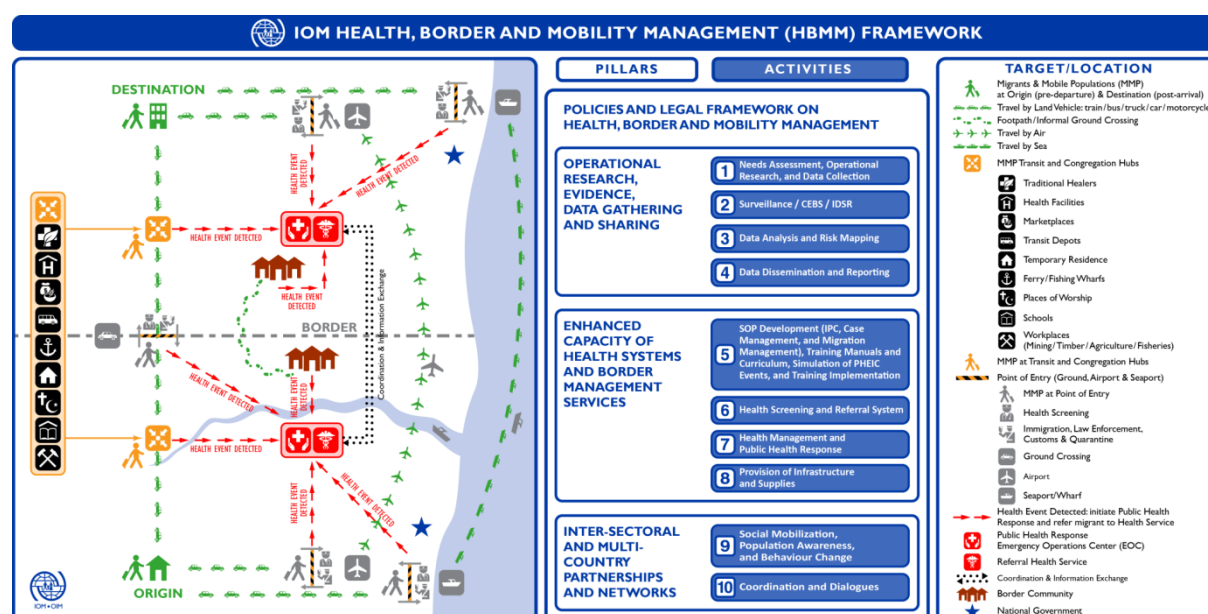 IOM HEALTH, BORDER AND MOBILITY MANAGEMENT (HBMM) FRAMEWORK
DESTINATION
HEALTH EVENT
DETECTED
HEALTH EVENT DETECTED
HEALTH EVENT DETECTED
HEALTH EVENT
DETECTED
Coordination & Information Exchange
BORDER
HEALTH EVENT
DETECTED
HEALTH EVENT DETECTED
HEALTH EVENT DETECTED
HEALTH EVENT
DETECTED
HEALTH EVENT DETECTED
ORIGIN
IOM • OIM
PILLARS
ACTIVITIES
POLICIES AND LEGAL FRAMEWORK ON
HEALTH, BORDER AND MOBILITY MANAGEMENT
OPERATIONAL
RESEARCH,
EVIDENCE,
DATA GATHERING
AND SHARING
1 Needs Assessment, Operational
Research, and Data Collection
2 Surveillance / CEBS / IDSR
3 Data Analysis and Risk Mapping
4 Data Dissemination and Reporting
ENHANCED
CAPACITY OF
HEALTH SYSTEMS
AND BORDER
MANAGEMENT
SERVICES
5 SOP Development (IPC, Case
Management, and Migration
Management), Training Manuals and
Curriculum, Simulation of PHEIC
Events, and Training Implementation
6 Health Screening and Referral System
7 Health Management and
Public Health Response
8 Provision of Infrastructure
and Supplies
INTER-SECTORAL
AND MULTI-
COUNTRY
PARTNERSHIPS
AND NETWORKS
9 Social Mobilization,
Population Awareness,
and Behaviour Change
10 Coordination and Dialogues
TARGET/LOCATION
Migrants & Mobile Populations (MMP)
at Origin (pre-departure) & Destination (post-arrival)
Travel by Land Vehicle: train/bus/truck/car/motorcycle
Footpath/Informal Ground Crossing
Travel by Air
Travel by Sea
MMP Transit and Congregation Hubs
Traditional Healers
Health Facilities
Marketplaces
Transit Depots
Temporary Residence
Ferry/Fishing Wharfs
Places of Worship
Schools
Workplaces
(Mining/Timber/Agriculture/Fisheries)
MMP at Transit and Congregation Hubs
Point of Entry (Ground, Airport & Seaport)
MMP at Point of Entry
Health Screening
Immigration, Law Enforcement,
Customs & Quarantine
Ground Crossing
Airport
Seaport/Wharf
Health Event Detected: initiate Public Health
Response and refer migrant to Health Service
Public Health Response
Emergency Operations Center (EOC)
Referral Health Service
Coordination & Information Exchange
Border Community
National Government